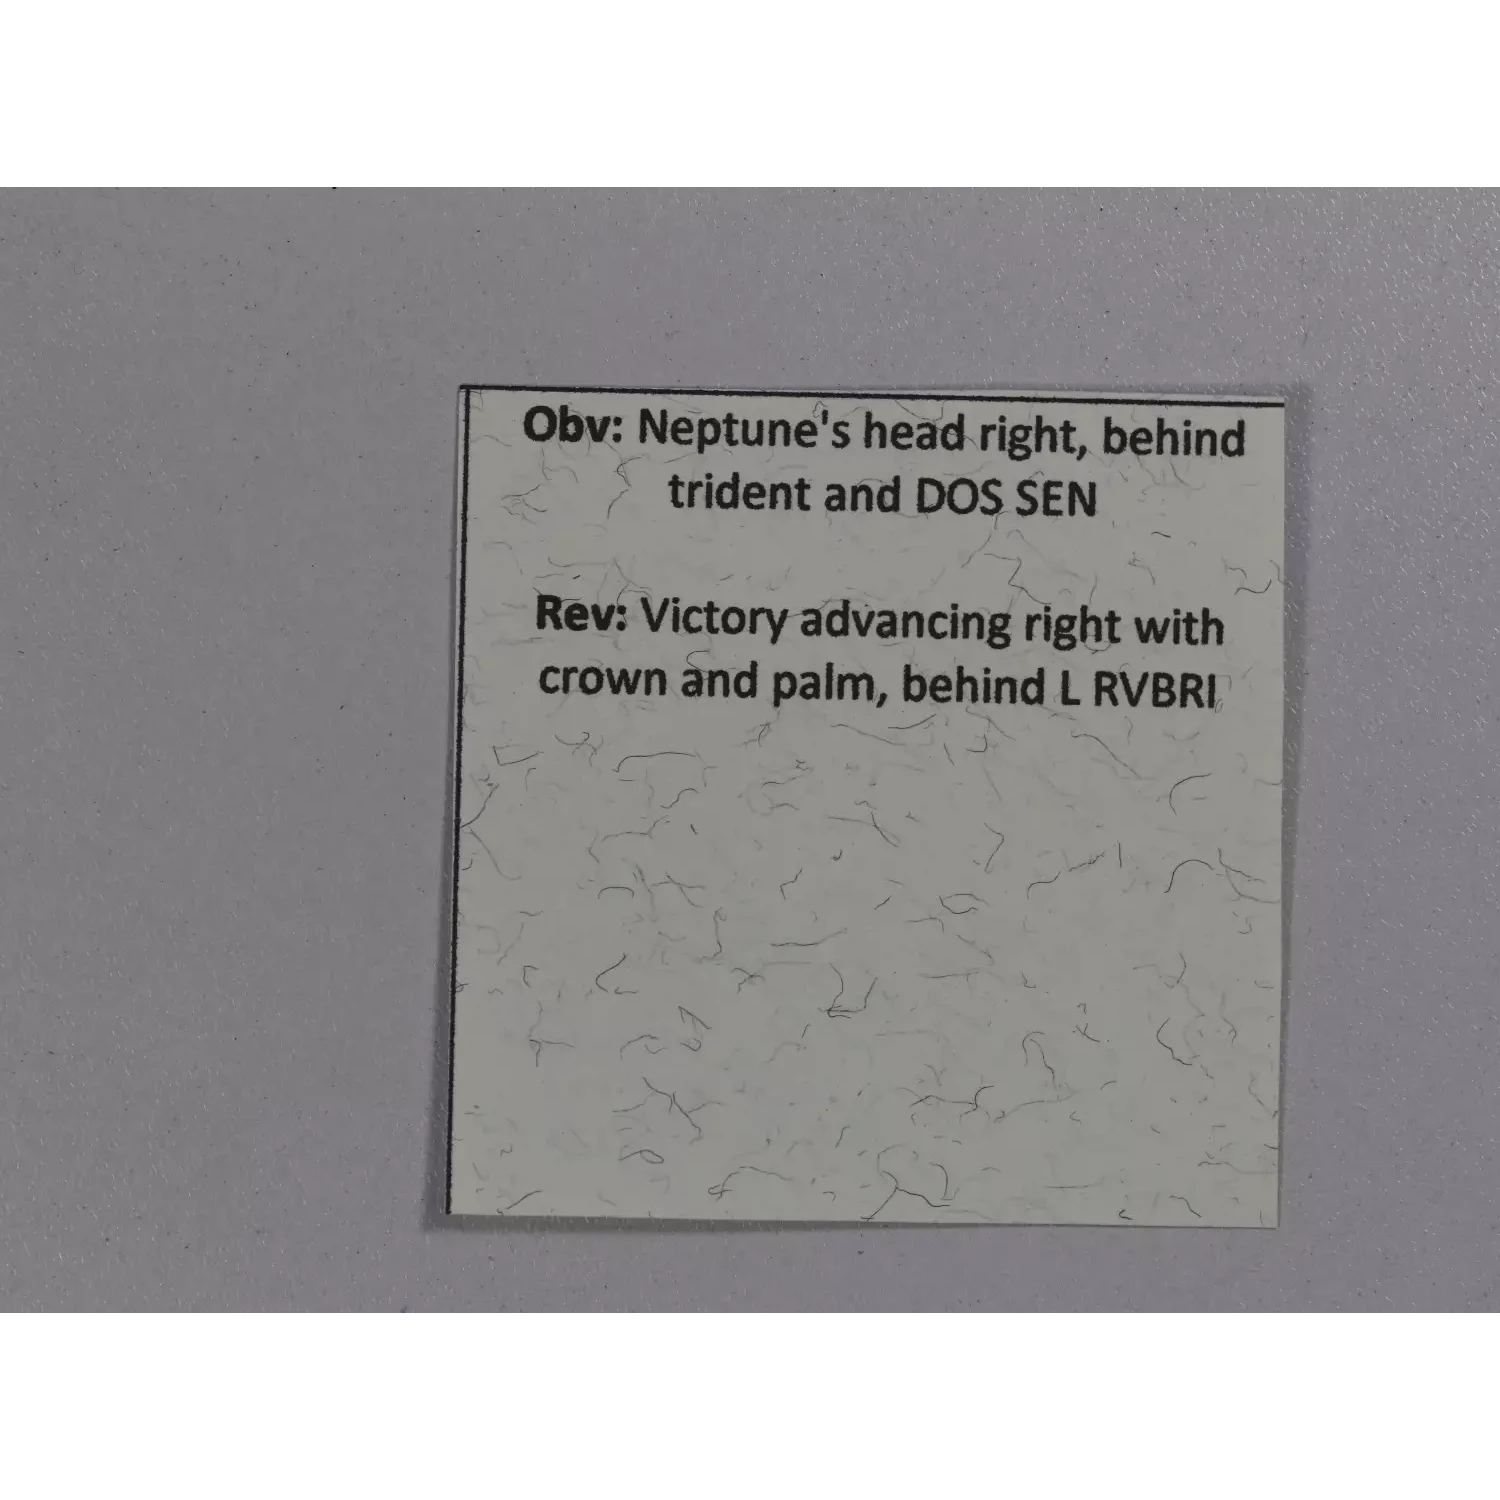 Obv: Neptune's head right, behind
trident and DOS SEN
Rev: Victory advancing right with
crown and palm, behind L RVBRI